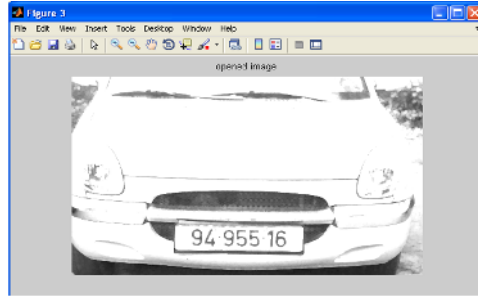 Figure 3
File Edit View Insert Tools Desktop Window Help
opened image
94-955-16